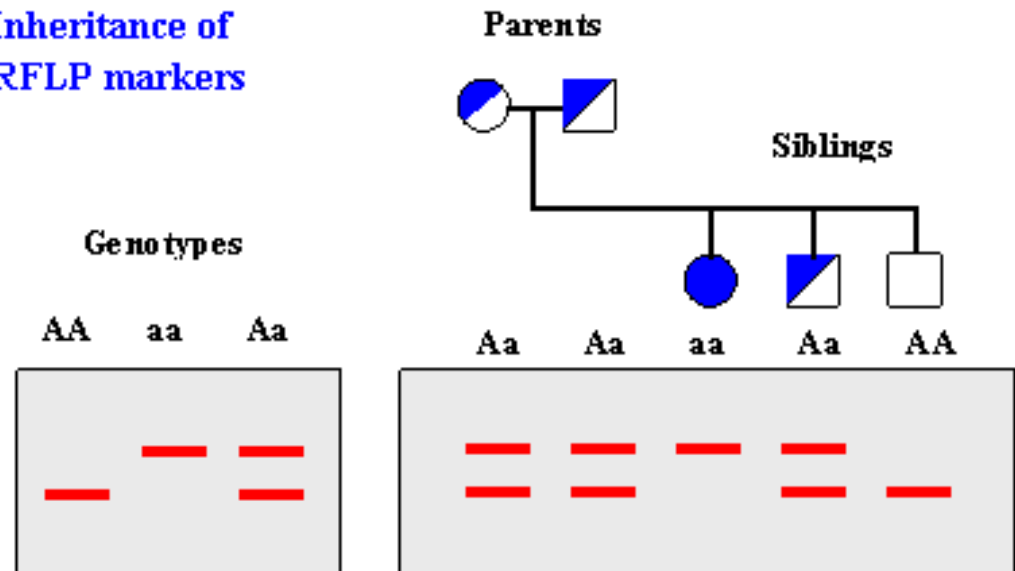 Inheritance of
RFLP markers
Parents
Siblings
Genotypes
AA aa Aa
Aa Aa aa Aa AA